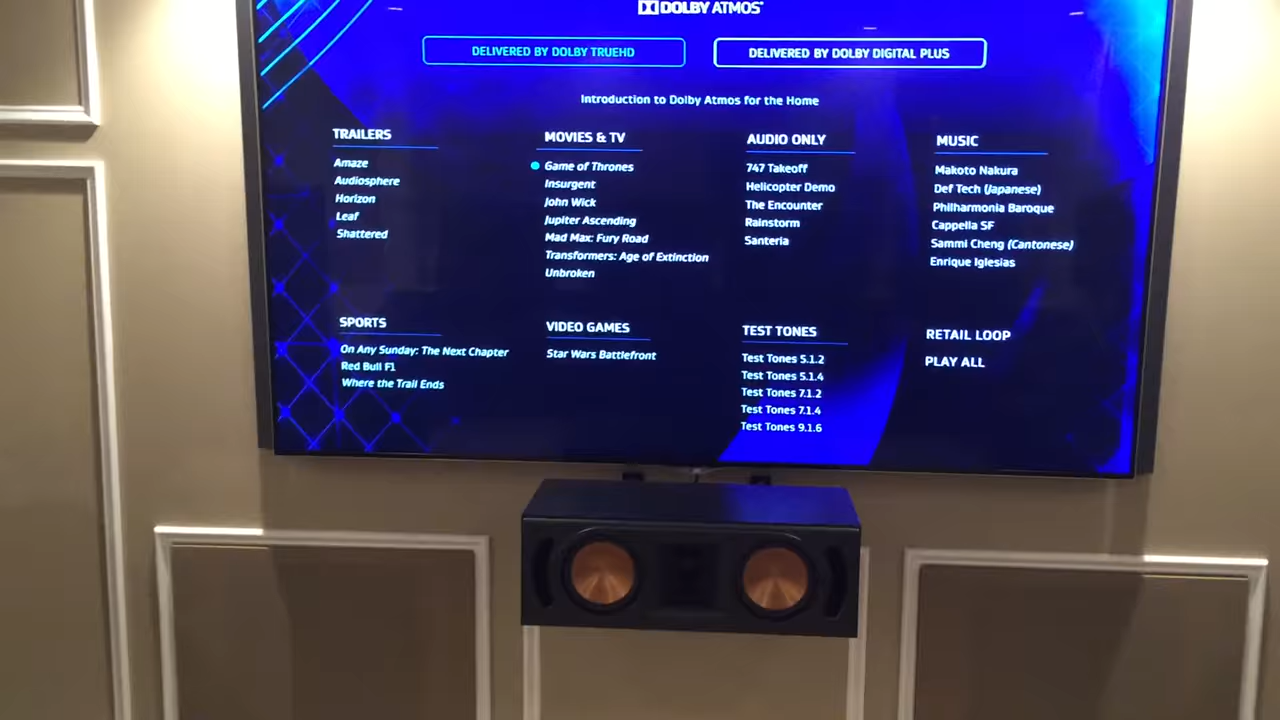 DOLBY ATMOS
DELIVERED BY DOLBY TRUEHD
DELIVERED BY DOLBY DIGITAL PLUS
Introduction to Dolby Atmos for the Home
TRAILERS
Amaze
Audiosphere
Horizon
Leaf
Shattered
MOVIES & TV
Game of Thrones
Insurgent
John Wick
Jupiter Ascending
Mad Max: Fury Road
Transformers: Age of Extinction
Unbroken
AUDIO ONLY
747 Takeoff
Helicopter Demo
The Encounter
Rainstorm
Santeria
MUSIC
Makoto Nakura
Def Tech (Japanese)
Philharmonia Baroque
Cappella SF
Sammi Cheng (Cantonese)
Enrique Iglesias
SPORTS
On Any Sunday: The Next Chapter
Red Bull F1
Where the Trail Ends
VIDEO GAMES
Star Wars Battlefront
TEST TONES
Test Tones 5.1.2
Test Tones 5.1.4
Test Tones 7.1.2
Test Tones 7.1.4
Test Tones 9.1.6
RETAIL LOOP
PLAY ALL